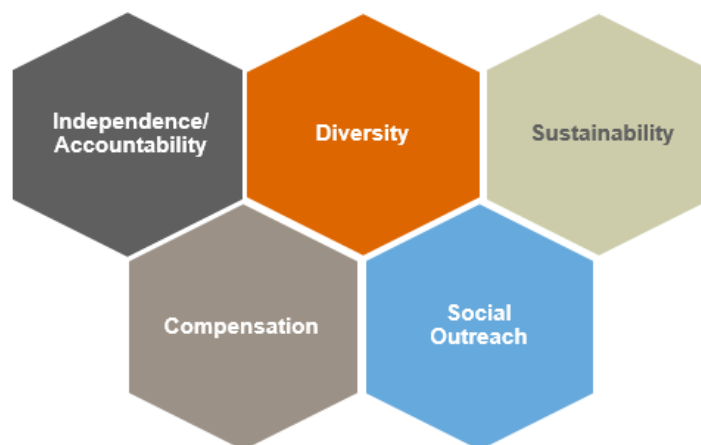 Independence/
Accountability
Diversity
Sustainability
Compensation
Social
Outreach